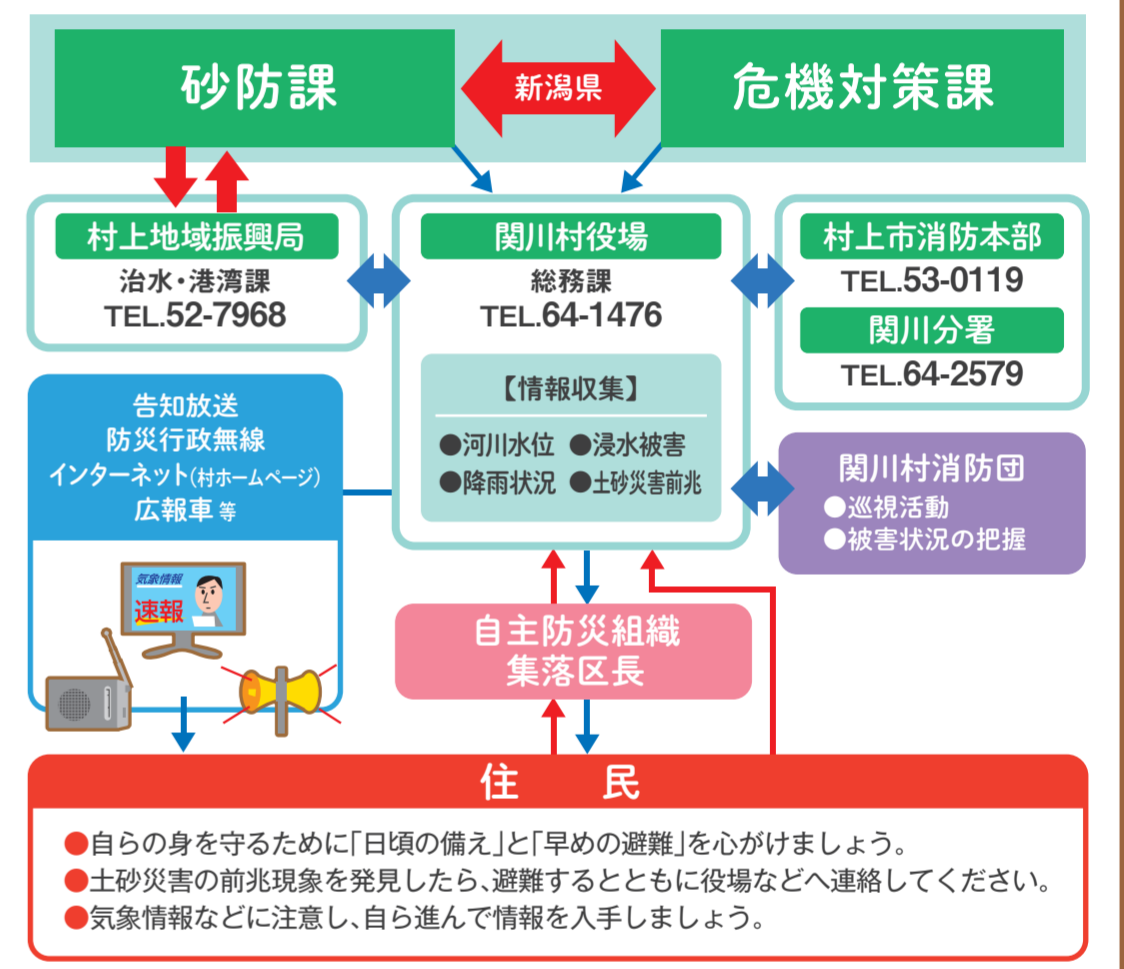 砂防課
新潟県
危機対策課
村上地域振興局
治水・港湾課
TEL.52-7968
関川村役場
総務課
TEL.64-1476
村上市消防本部
TEL.53-0119
関川分署
TEL.64-2579
【情報収集】
●河川水位 ●浸水被害
●降雨状況 ●土砂災害前兆
告知放送
防災行政無線
インターネット(村ホームページ)
広報車 等
気象情報
速報
関川村消防団
●巡視活動
●被害状況の把握
自主防災組織
集落区長
住 民
●自らの身を守るために「日頃の備え」と「早めの避難」を心がけましょう。
●土砂災害の前兆現象を発見したら、避難するとともに役場などへ連絡してください。
●気象情報などに注意し、自ら進んで情報を入手しましょう。